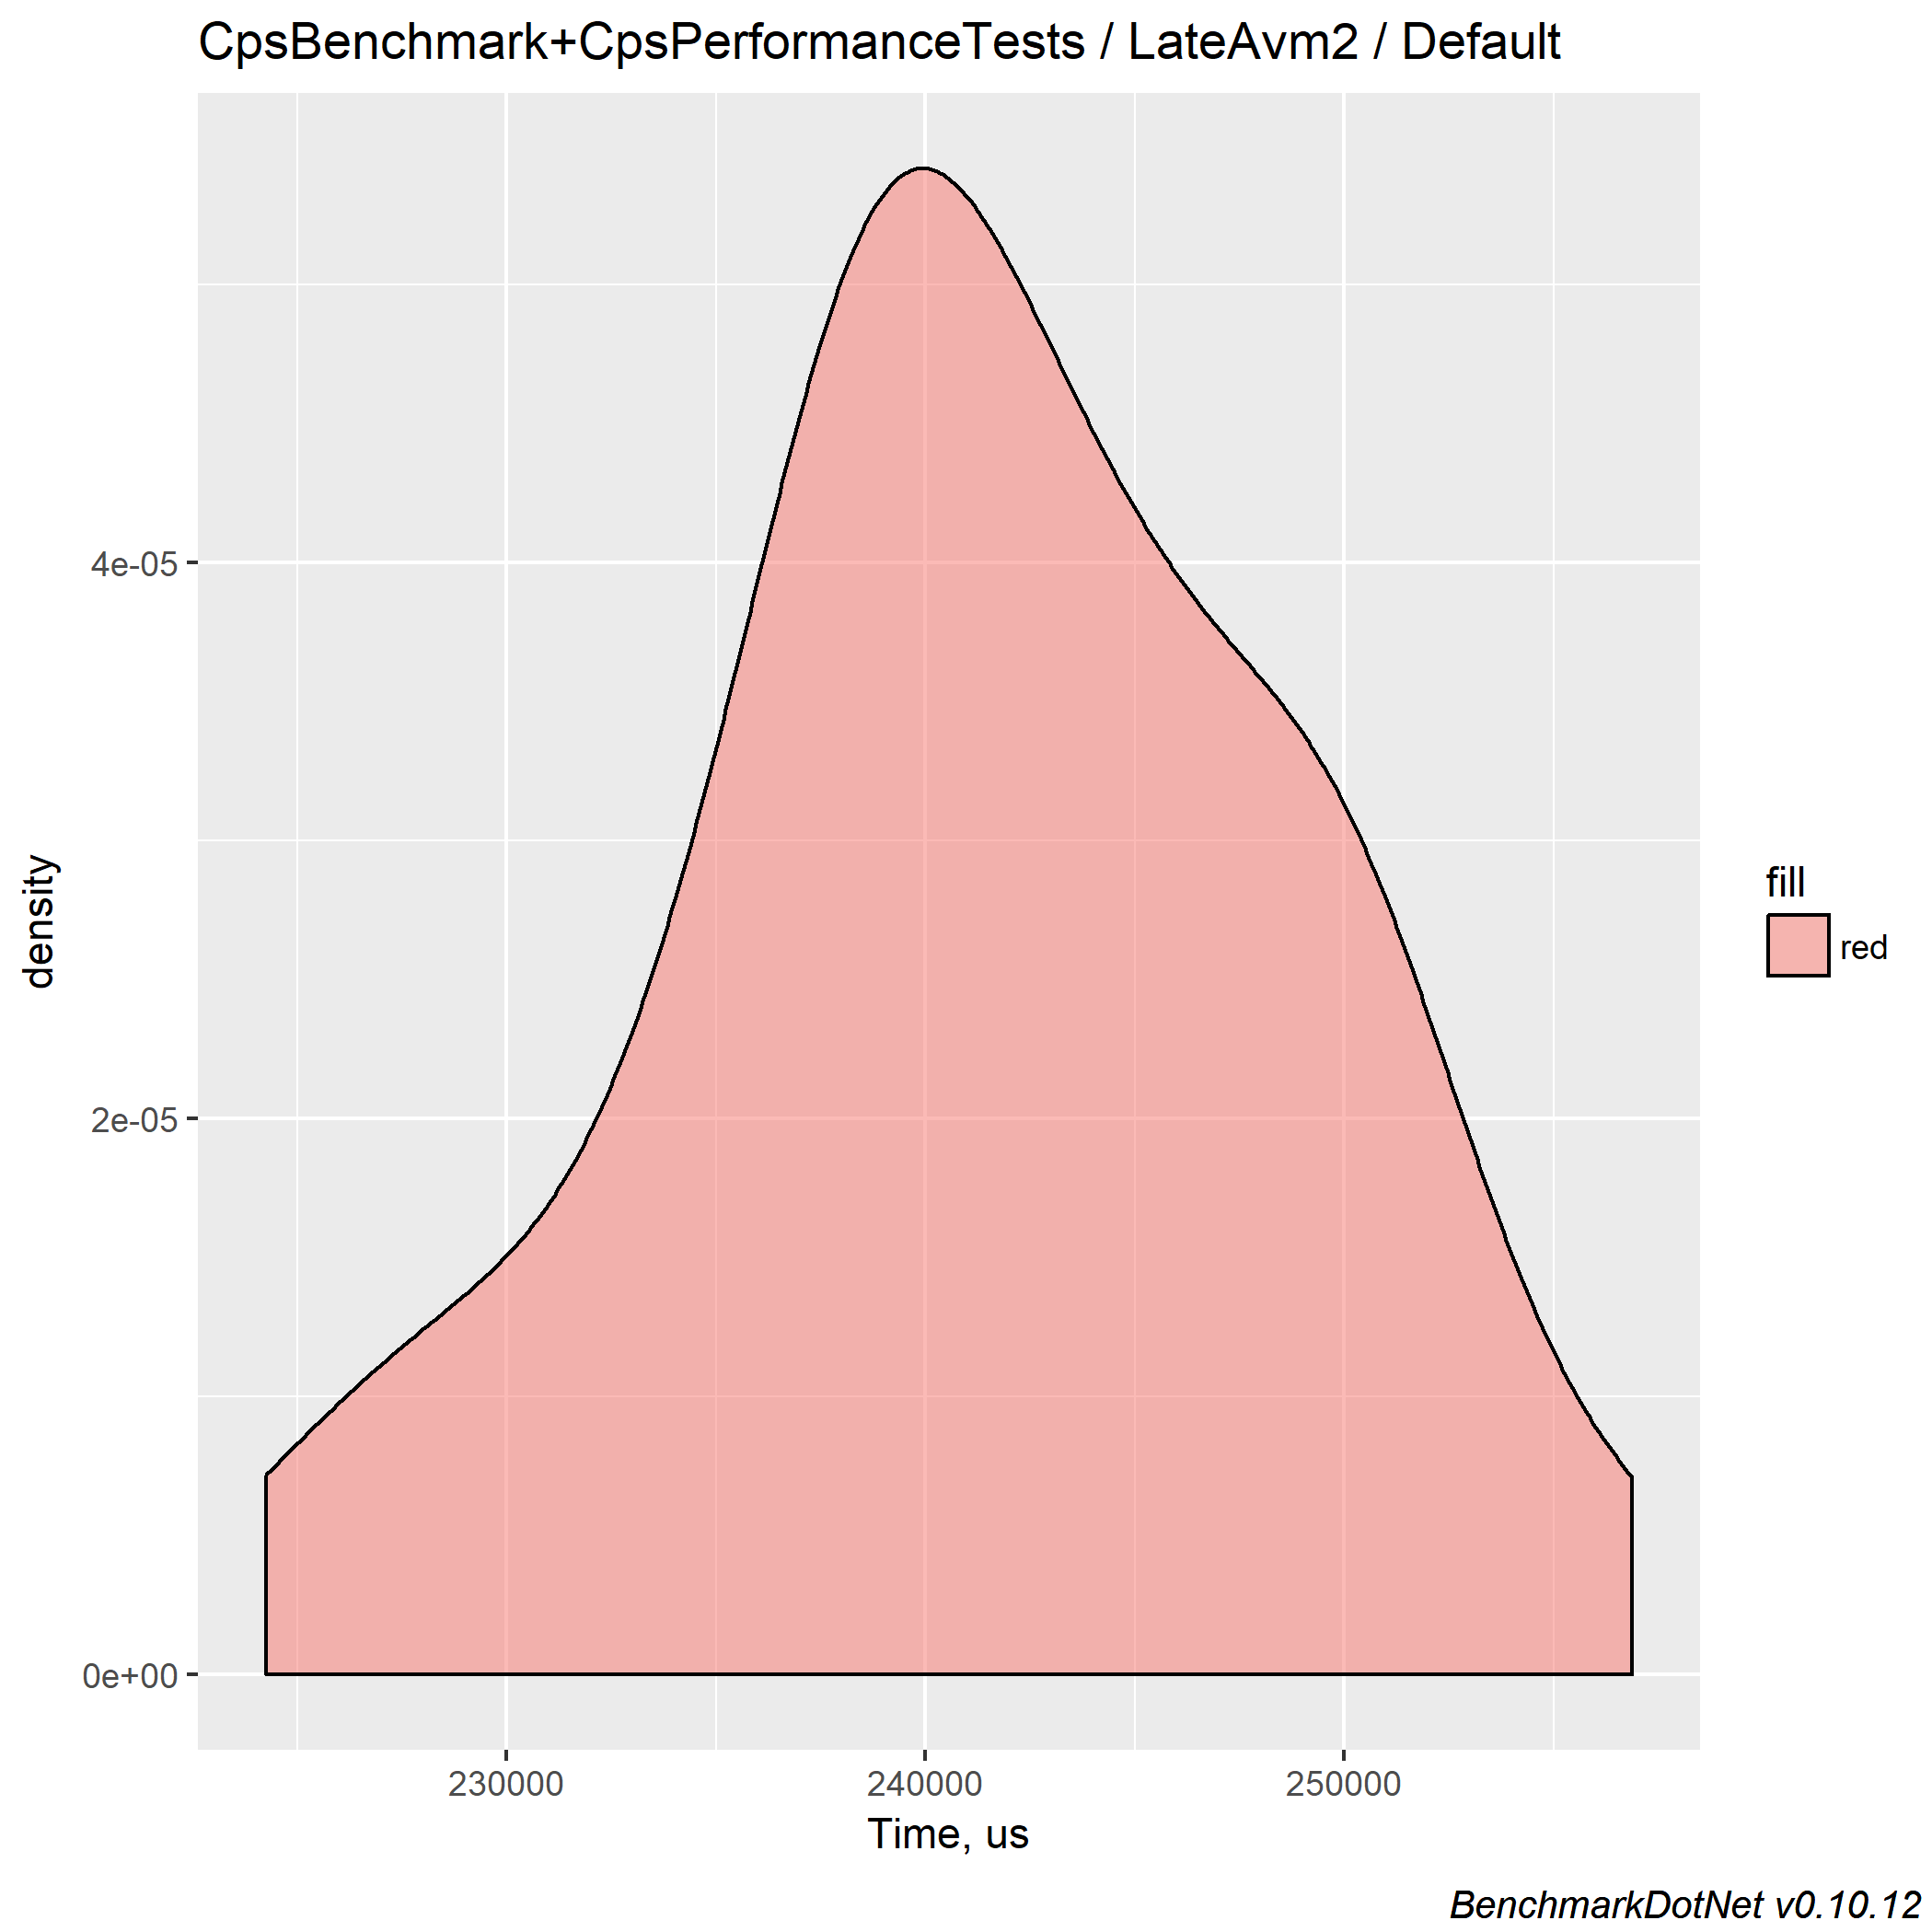 CpsBenchmark+CpsPerformanceTests / LateAvm2 / Default
4e-05
2e-05
0e+00
density
230000 240000 250000
Time, us
fill
red
BenchmarkDotNet v0.10.12